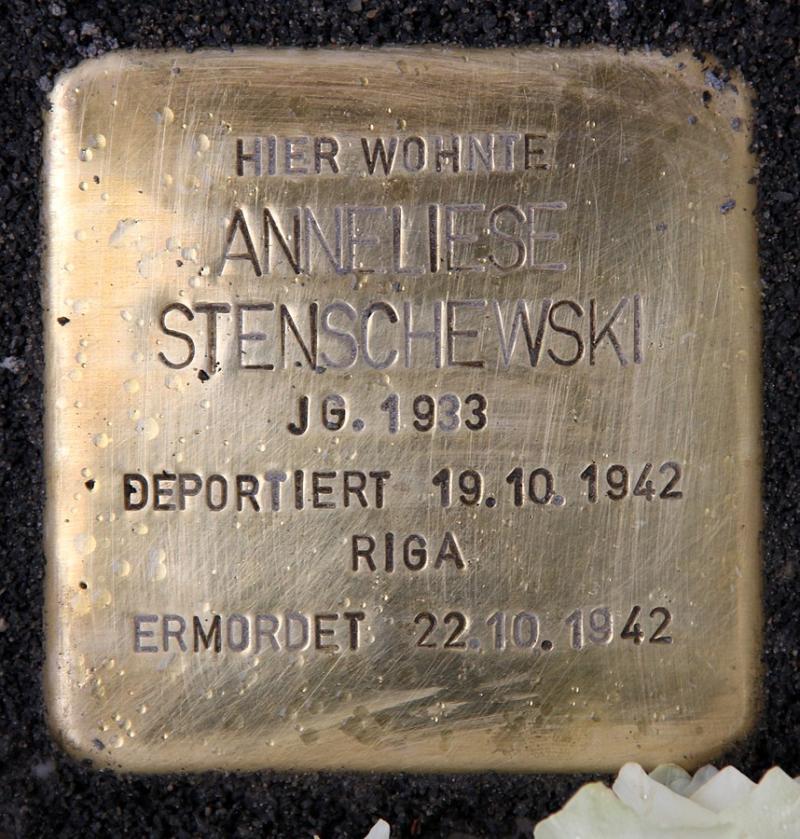 HIER WOHNTE
ANNELIESE
STENSCHEWSKI
JG. 1933
DEPORTIERT 19.10.1942
RIGA
ERMORDET 22.10.1942